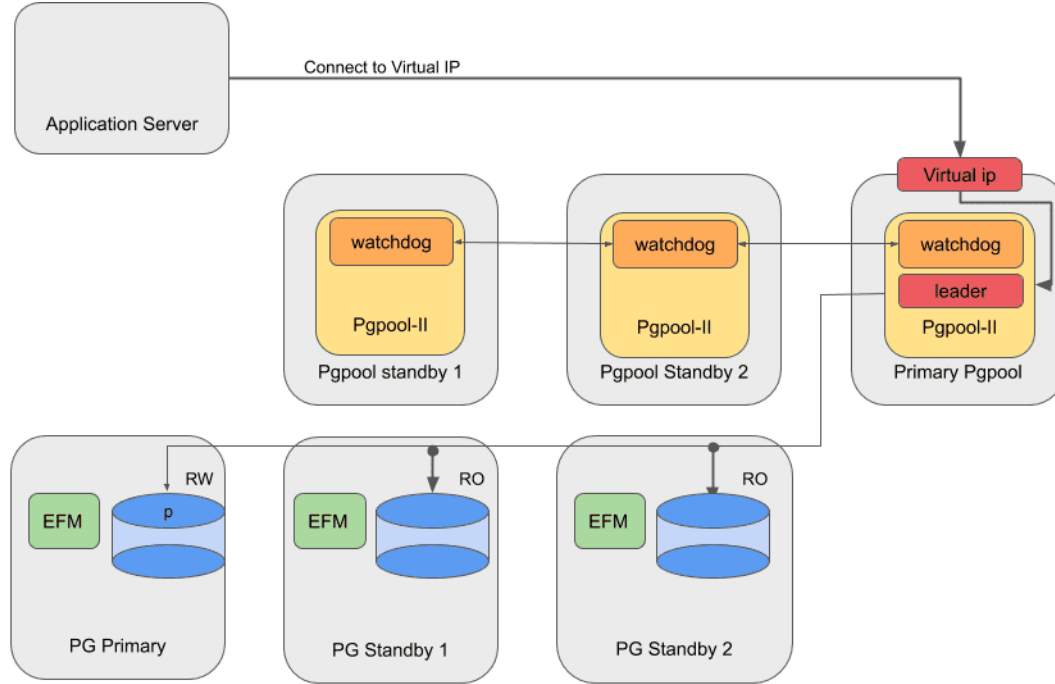 Connect to Virtual IP
Application Server
Virtual ip
watchdog
watchdog
watchdog
leader
Pgpool-II
Pgpool-II
Pgpool-II
Pgpool standby 1
Pgpool Standby 2
Primary Pgpool
RW
RO
RO
EFM
p
EFM
EFM
PG Primary
PG Standby 1
PG Standby 2